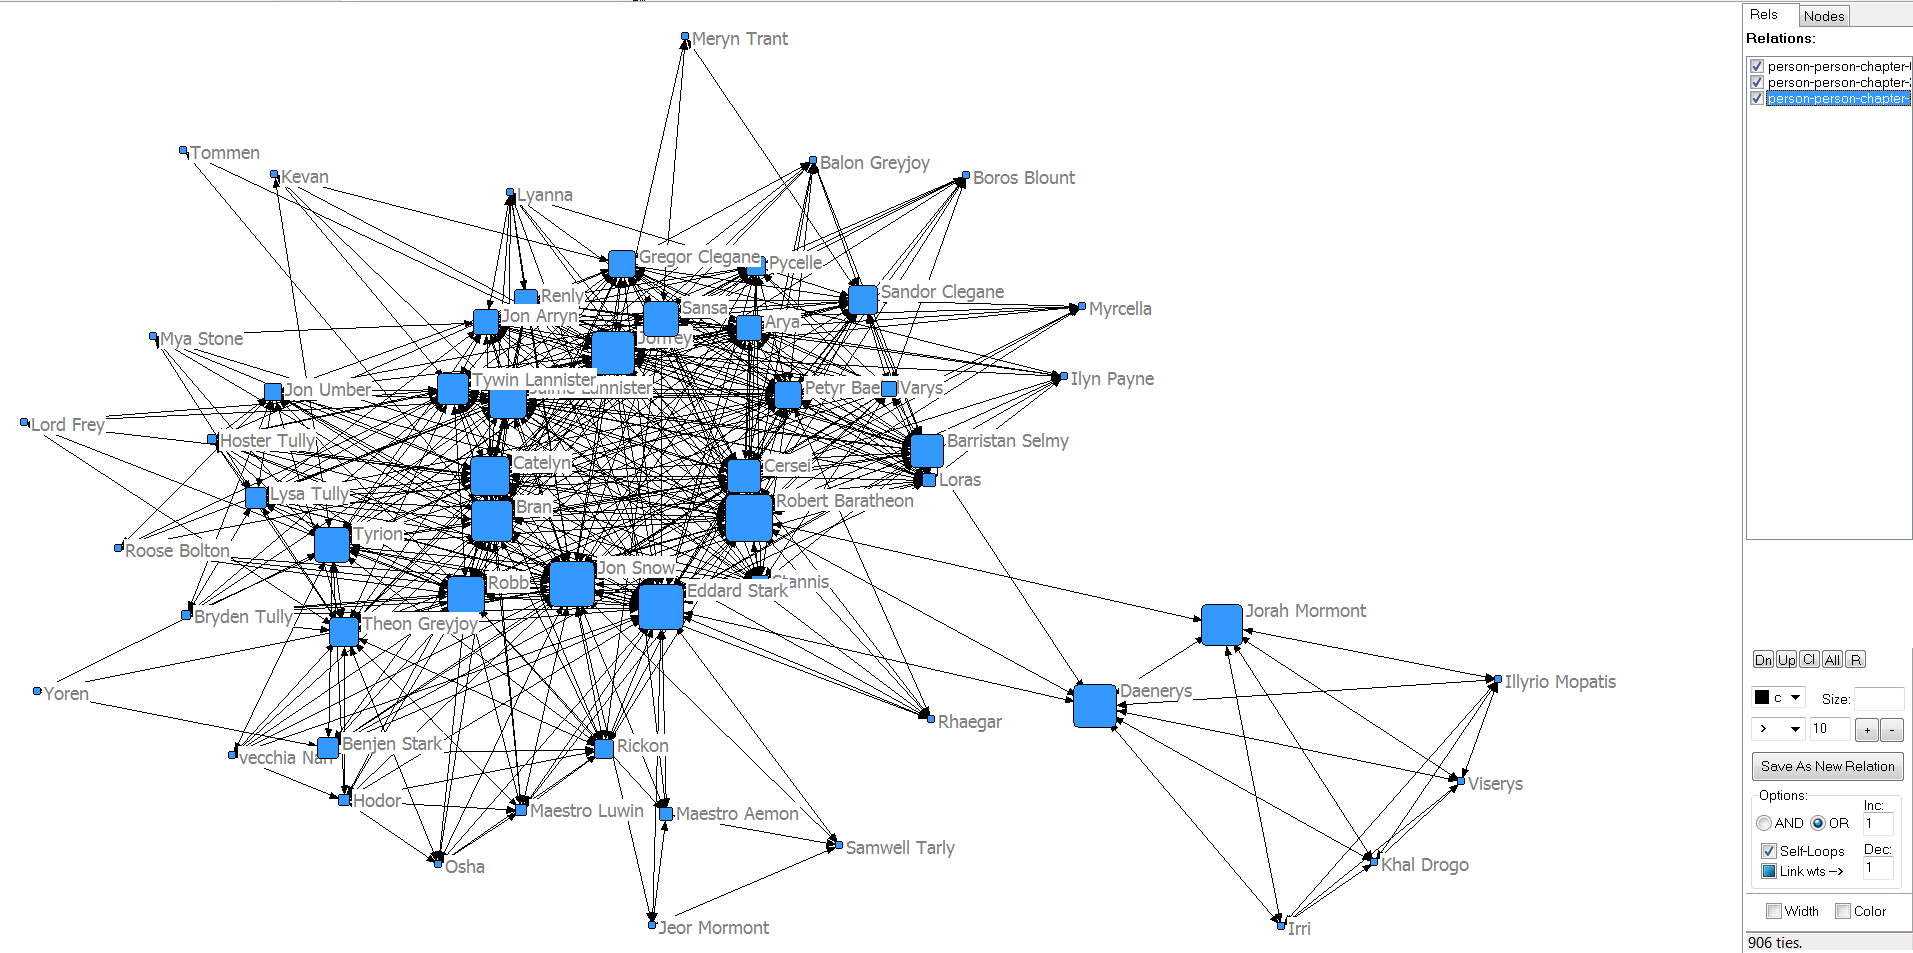 Meryn Trant
Tommen
Kevan
Lyanna
Balon Greyjoy
Boros Blount
Gregor Clegane
Pycelle
Renly
Sandor Clegane
Jon Arryn
Sansa
Arya
Myrcella
Mya Stone
Joffrey
Jon Umber
Tywin Lannister
Jaime Lannister
Petyr Bae
Varys
Ilyn Payne
Lord Frey
Hoster Tully
Barristan Selmy
Catelyn
Cersei
Loras
Lysa Tully
Bran
Robert Baratheon
Tyrion
Roose Bolton
Robb
Jon Snow
Stannis
Eddard Stark
Bryden Tully
Theon Greyjoy
Jorah Mormont
Yoren
Daenerys
Illyrio Mopatis
Rhaegar
vecchia Nan
Benjen Stark
Rickon
Viserys
Hodor
Maestro Luwin
Maestro Aemon
Samwell Tarly
Osha
Khal Drogo
Jeor Mormont
Irri
Rels Nodes
Relations:
person-person-chapter-
person-person-chapter-
person-person-chapter-
Dn Up Cl All R
c Size:
> 10 + -
Save As New Relation
Options:
Inc:
AND OR 1
Self-Loops Dec:
Link wts --> 1
Width Color
906 ties.